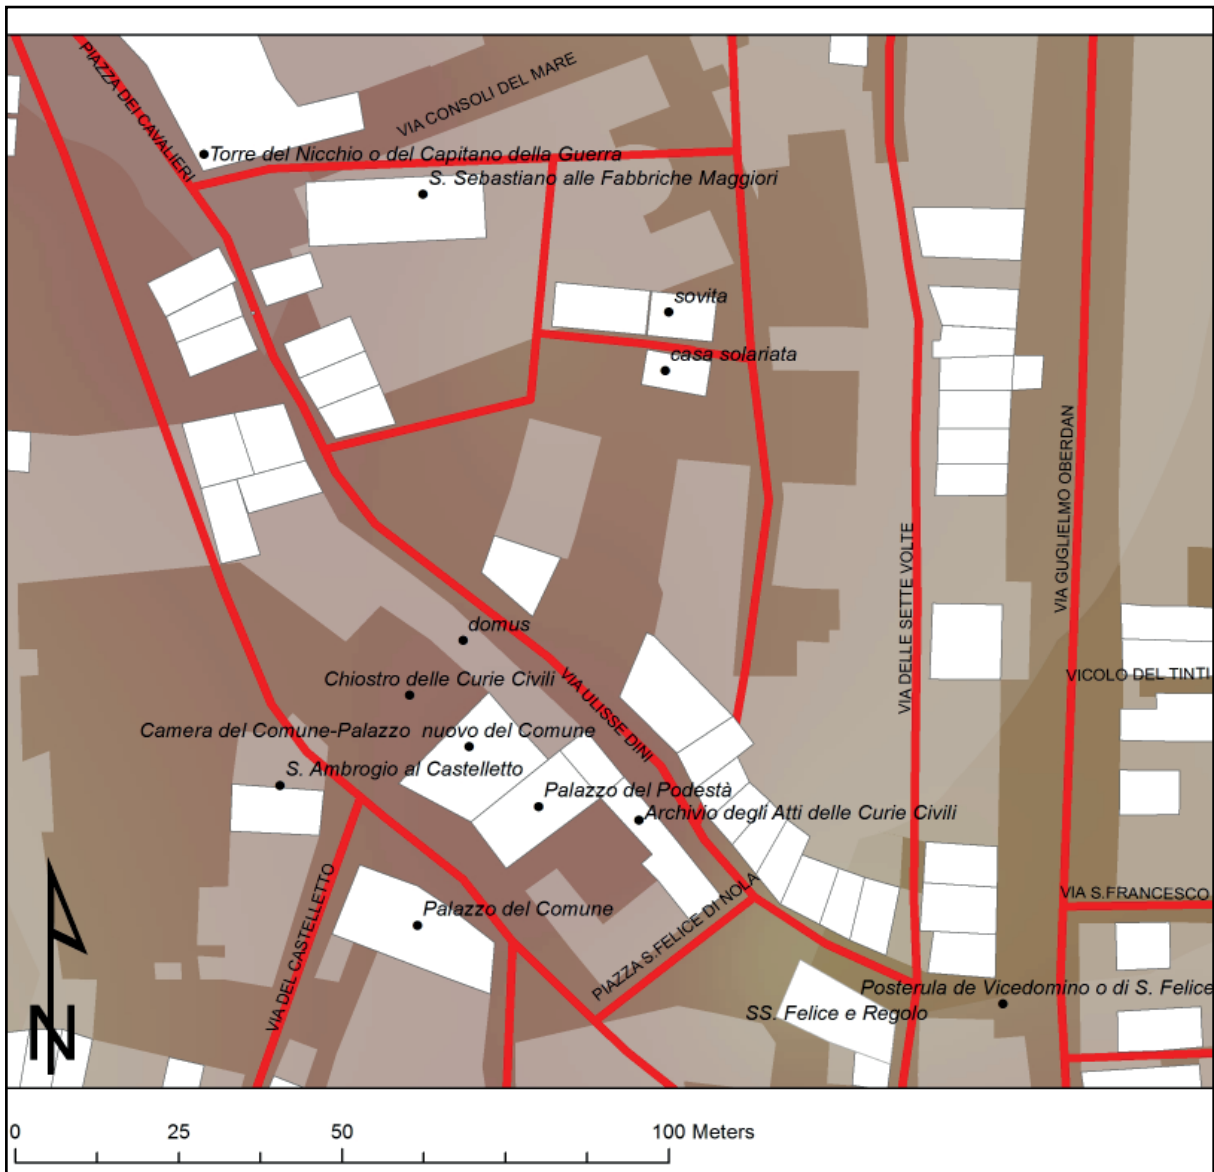 PIAZZA DEI CAVALIERI
VIA CONSOLI DEL MARE
Torre del Nicchio o del Capitano della Guerra
S. Sebastiano alle Fabbriche Maggiori
sovita
casa solariata
VIA GUGLIELMO OBERDAN
VIA DELLE SETTE VOLTE
domus
VICOLO DEL TINTI
Chiostro delle Curie Civili
VIA ULISSE DINI
Camera del Comune-Palazzo nuovo del Comune
S. Ambrogio al Castelletto
Palazzo del Podestà
Archivio degli Atti delle Curie Civili
VIA S.FRANCESCO
Palazzo del Comune
VIA DEL CASTELLETTO
PIAZZA S.FELICE DI NOLA
Posterula de Vicedomino o di S. Felice
SS. Felice e Regolo
N
0 25 50 100 Meters